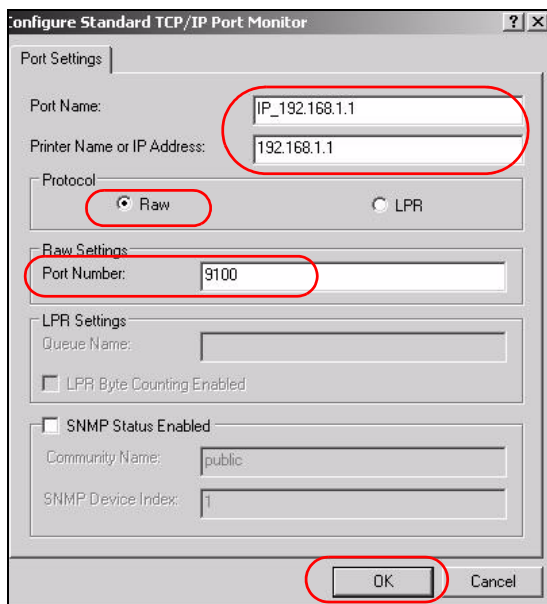 onfigure Standard TCP/IP Port Monitor ? X
Port Settings
Port Name: IP_192.168.1.1
Printer Name or IP Address: 192.168.1.1
Protocol
Raw LPR
Raw Settings
Port Number: 9100
LPR Settings
Queue Name:
LPR Byte Counting Enabled
SNMP Status Enabled
Community Name: public
SNMP Device Index: 1
OK Cancel